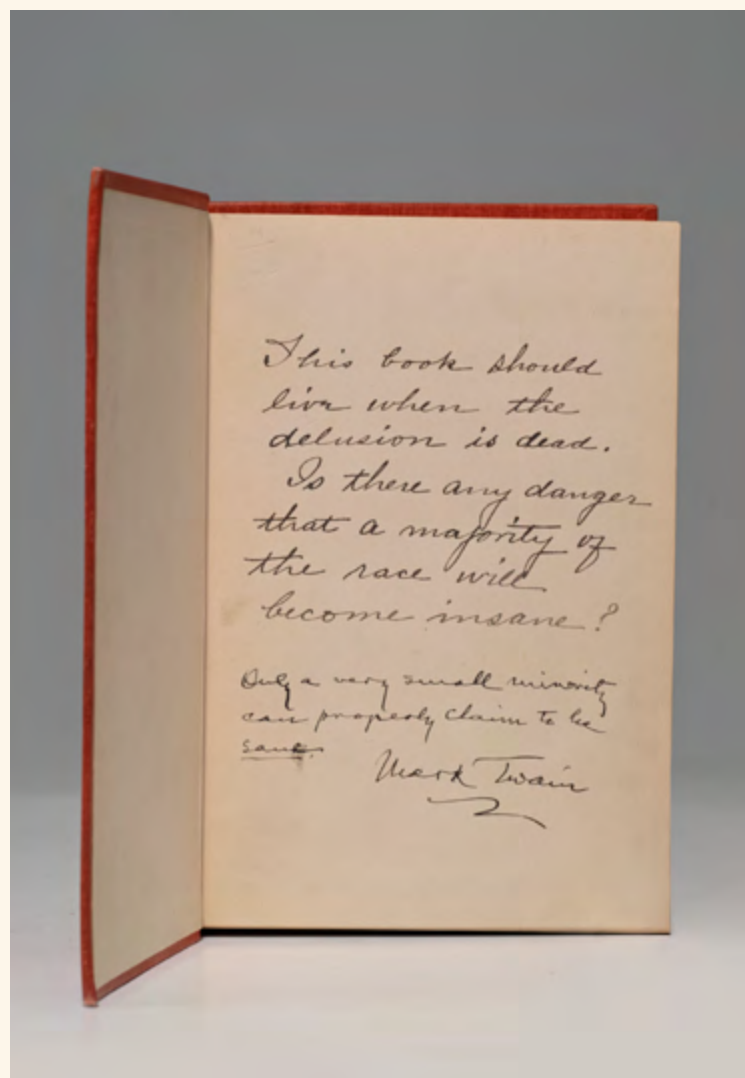 This book should
live when the
delusion is dead.
Is there any danger
that a majority of
the race will
become insane?
Only a very small minority
can properly claim to be
sane.
Mark Twain